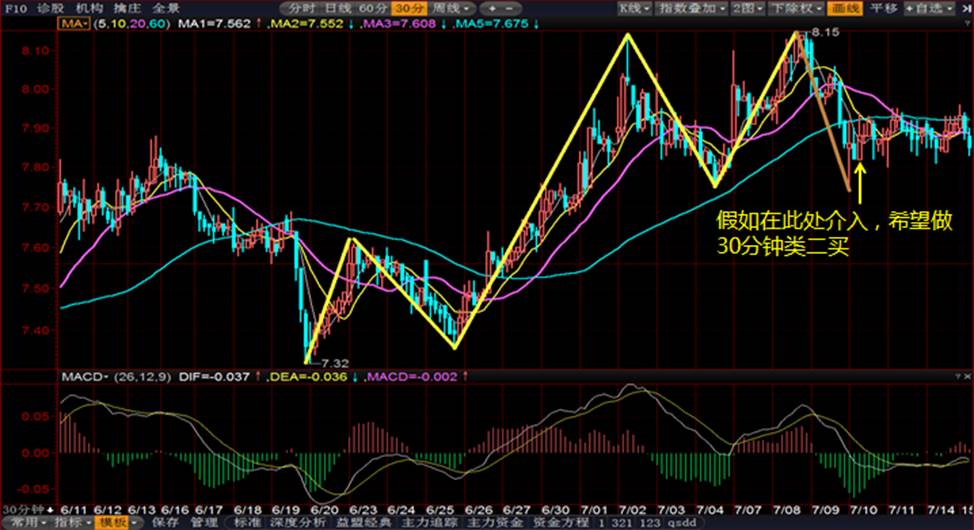 F10 诊股 机构 擒庄 全景 分时 日线 60分 30分 周线 + - K线 指数叠加 2图 下除权 画线 平移 +自选
MA- (5,10,20,60) MA1=7.562 ↑ ,MA2=7.552 ↓ ,MA3=7.608 ↓ ,MA5=7.675 ↓
8.15
8.10
8.00
7.90
7.80
7.70
假如在此处介入，希望做
30分钟类二买
7.60
7.50
7.40
7.32
MACD- (26,12,9) DIF=-0.037 ↑ ,DEA=-0.036 ↓ ,MACD=-0.002 ↑ ? ×
0.05
0.00
-0.05
30分钟 6/11 6/12 6/13 6/16 6/17 6/18 6/19 6/20 6/23 6/24 6/25 6/26 6/27 6/30 7/01 7/02 7/03 7/04 7/07 7/08 7/09 7/10 7/11 7/14
常用 指标 模板 保存 管理 标准 深度分析 益盟经典 主力追踪 主力资金 资金方程 1 321 123 qsdd